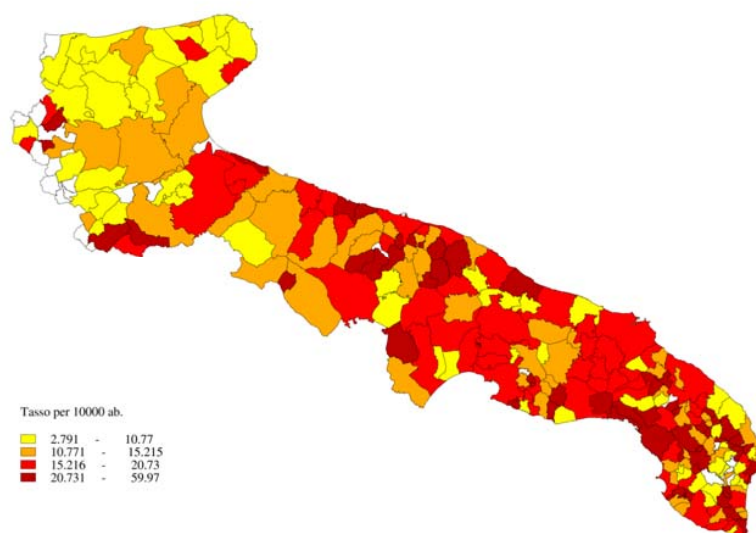 Tasso per 10000 ab.
2.791 - 10.77
10.771 - 15.215
15.216 - 20.73
20.731 - 59.97